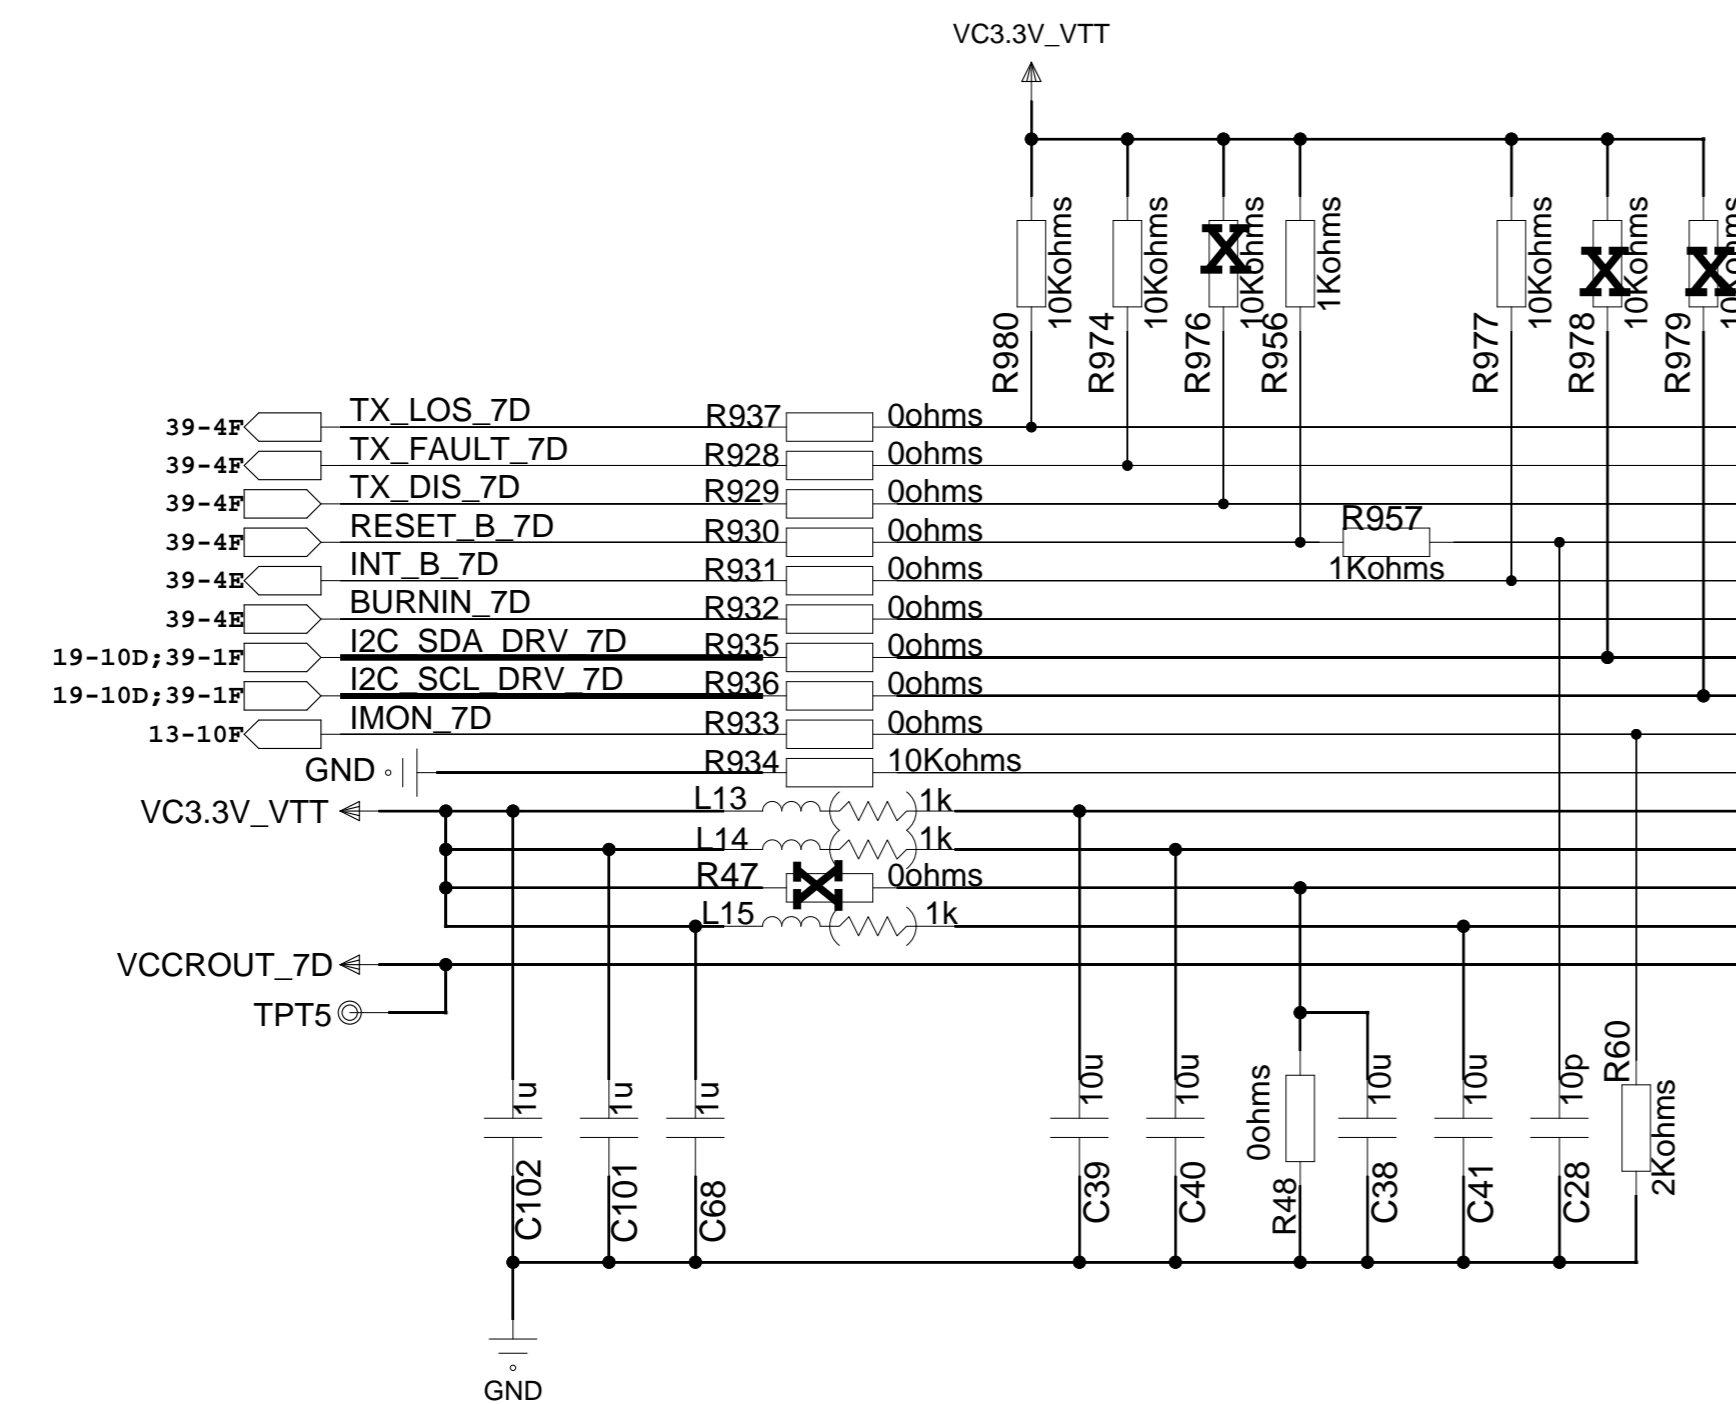 VC3.3V_VTT
10Kohms
10Kohms
10Kohms
1Kohms
10Kohms
10Kohms
R980
R974
R976
R956
R977
R978
R979
39-4F TX_LOS_7D R937 0ohms
39-4F TX_FAULT_7D R928 0ohms
39-4F TX_DIS_7D R929 0ohms
39-4F RESET_B_7D R930 0ohms
R957
1Kohms
39-4E INT_B_7D R931 0ohms
39-4E BURNIN_7D R932 0ohms
19-10D;39-1F I2C_SDA_DRV_7D R935 0ohms
19-10D;39-1F I2C_SCL_DRV_7D R936 0ohms
13-10F IMON_7D R933 0ohms
GND R934 10Kohms
VC3.3V_VTT L13 1k
L14 1k
R47 0ohms
L15 1k
VCCROUT_7D
TPT5
1u
1u
1u
10u
10u
0ohms
10u
10u
10p
R60
2Kohms
C102
C101
C68
C39
C40
R48
C38
C41
C28
GND